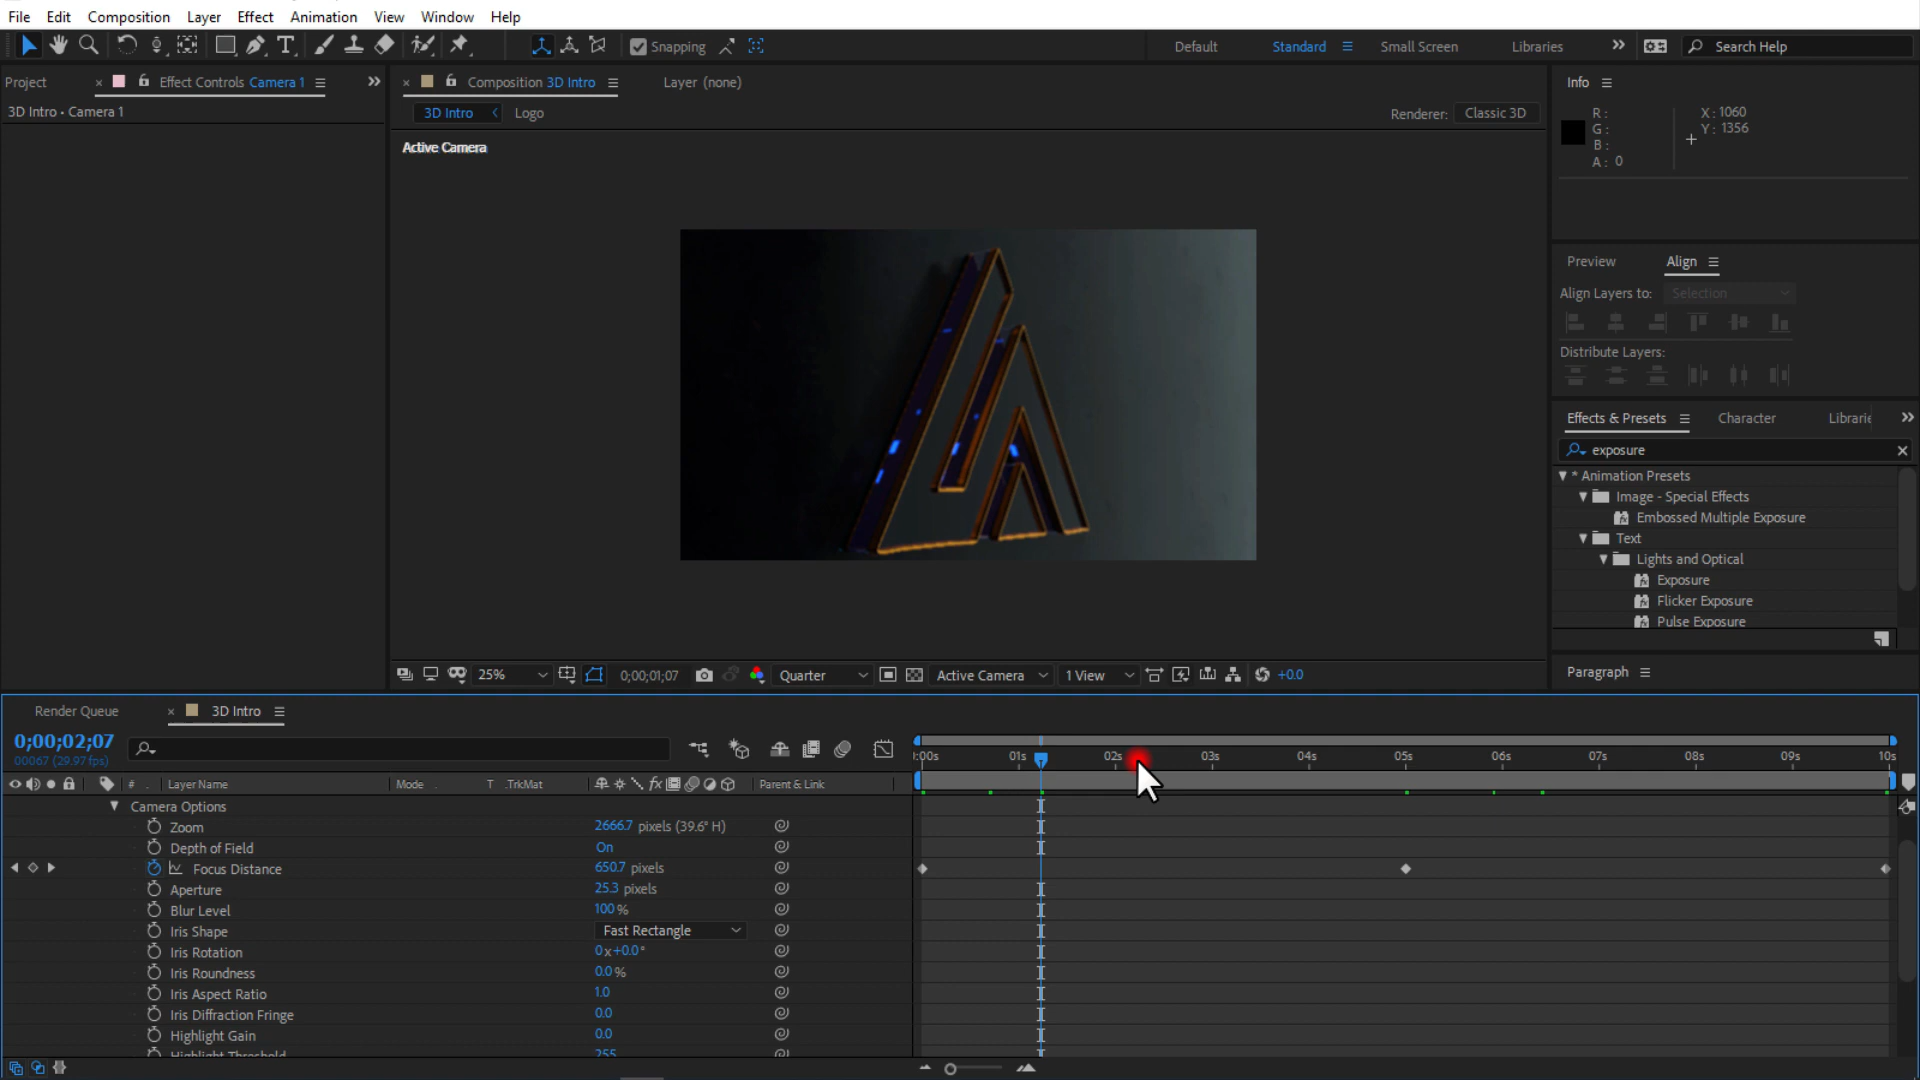 File Edit Composition Layer Effect Animation View Window Help
Snapping
Default Standard Small Screen Libraries Search Help
Project Effect Controls Camera 1 Composition 3D Intro Layer (none)
3D Intro • Camera 1
3D Intro Logo Renderer: Classic 3D
Active Camera
Info
R: X: 1060
G: Y: 1356
B:
A: 0
Preview Align
Align Layers to: Selection
Distribute Layers:
Effects & Presets Character Librarie
exposure
* Animation Presets
Image - Special Effects
Embossed Multiple Exposure
Text
Lights and Optical
Exposure
Flicker Exposure
Pulse Exposure
Paragraph
25% 0;00;01;07 Quarter Active Camera 1 View +0.0
Render Queue 3D Intro
0;00;02;07
00067 (29.97 fps)
:00s 01s 02s 03s 04s 05s 06s 07s 08s 09s 10s
# Layer Name Mode T .TrkMat fx Parent & Link
Camera Options
Zoom 2666.7 pixels (39.6° H)
Depth of Field On
Focus Distance 650.7 pixels
Aperture 25.3 pixels
Blur Level 100 %
Iris Shape Fast Rectangle
Iris Rotation 0x+0.0°
Iris Roundness 0.0 %
Iris Aspect Ratio 1.0
Iris Diffraction Fringe 0.0
Highlight Gain 0.0
Highlight Threshold 255